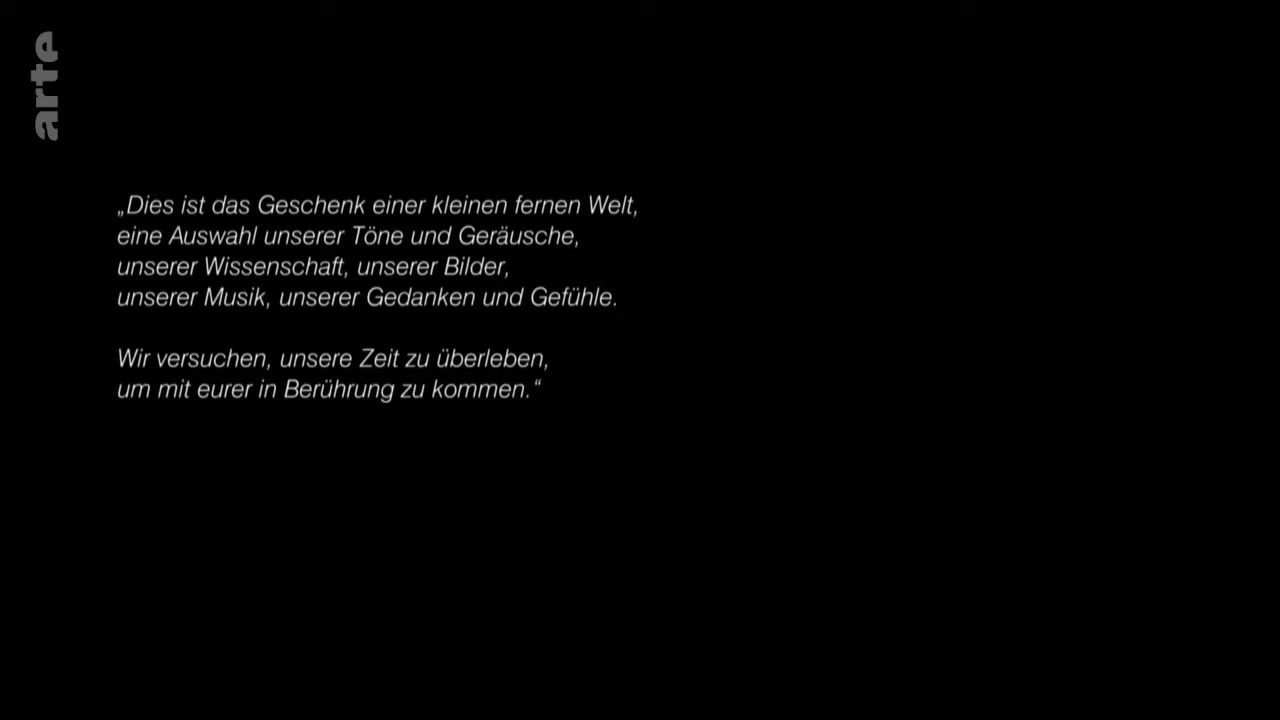 arte
„Dies ist das Geschenk einer kleinen fernen Welt,
eine Auswahl unserer Töne und Geräusche,
unserer Wissenschaft, unserer Bilder,
unserer Musik, unserer Gedanken und Gefühle.
Wir versuchen, unsere Zeit zu überleben,
um mit eurer in Berührung zu kommen.“